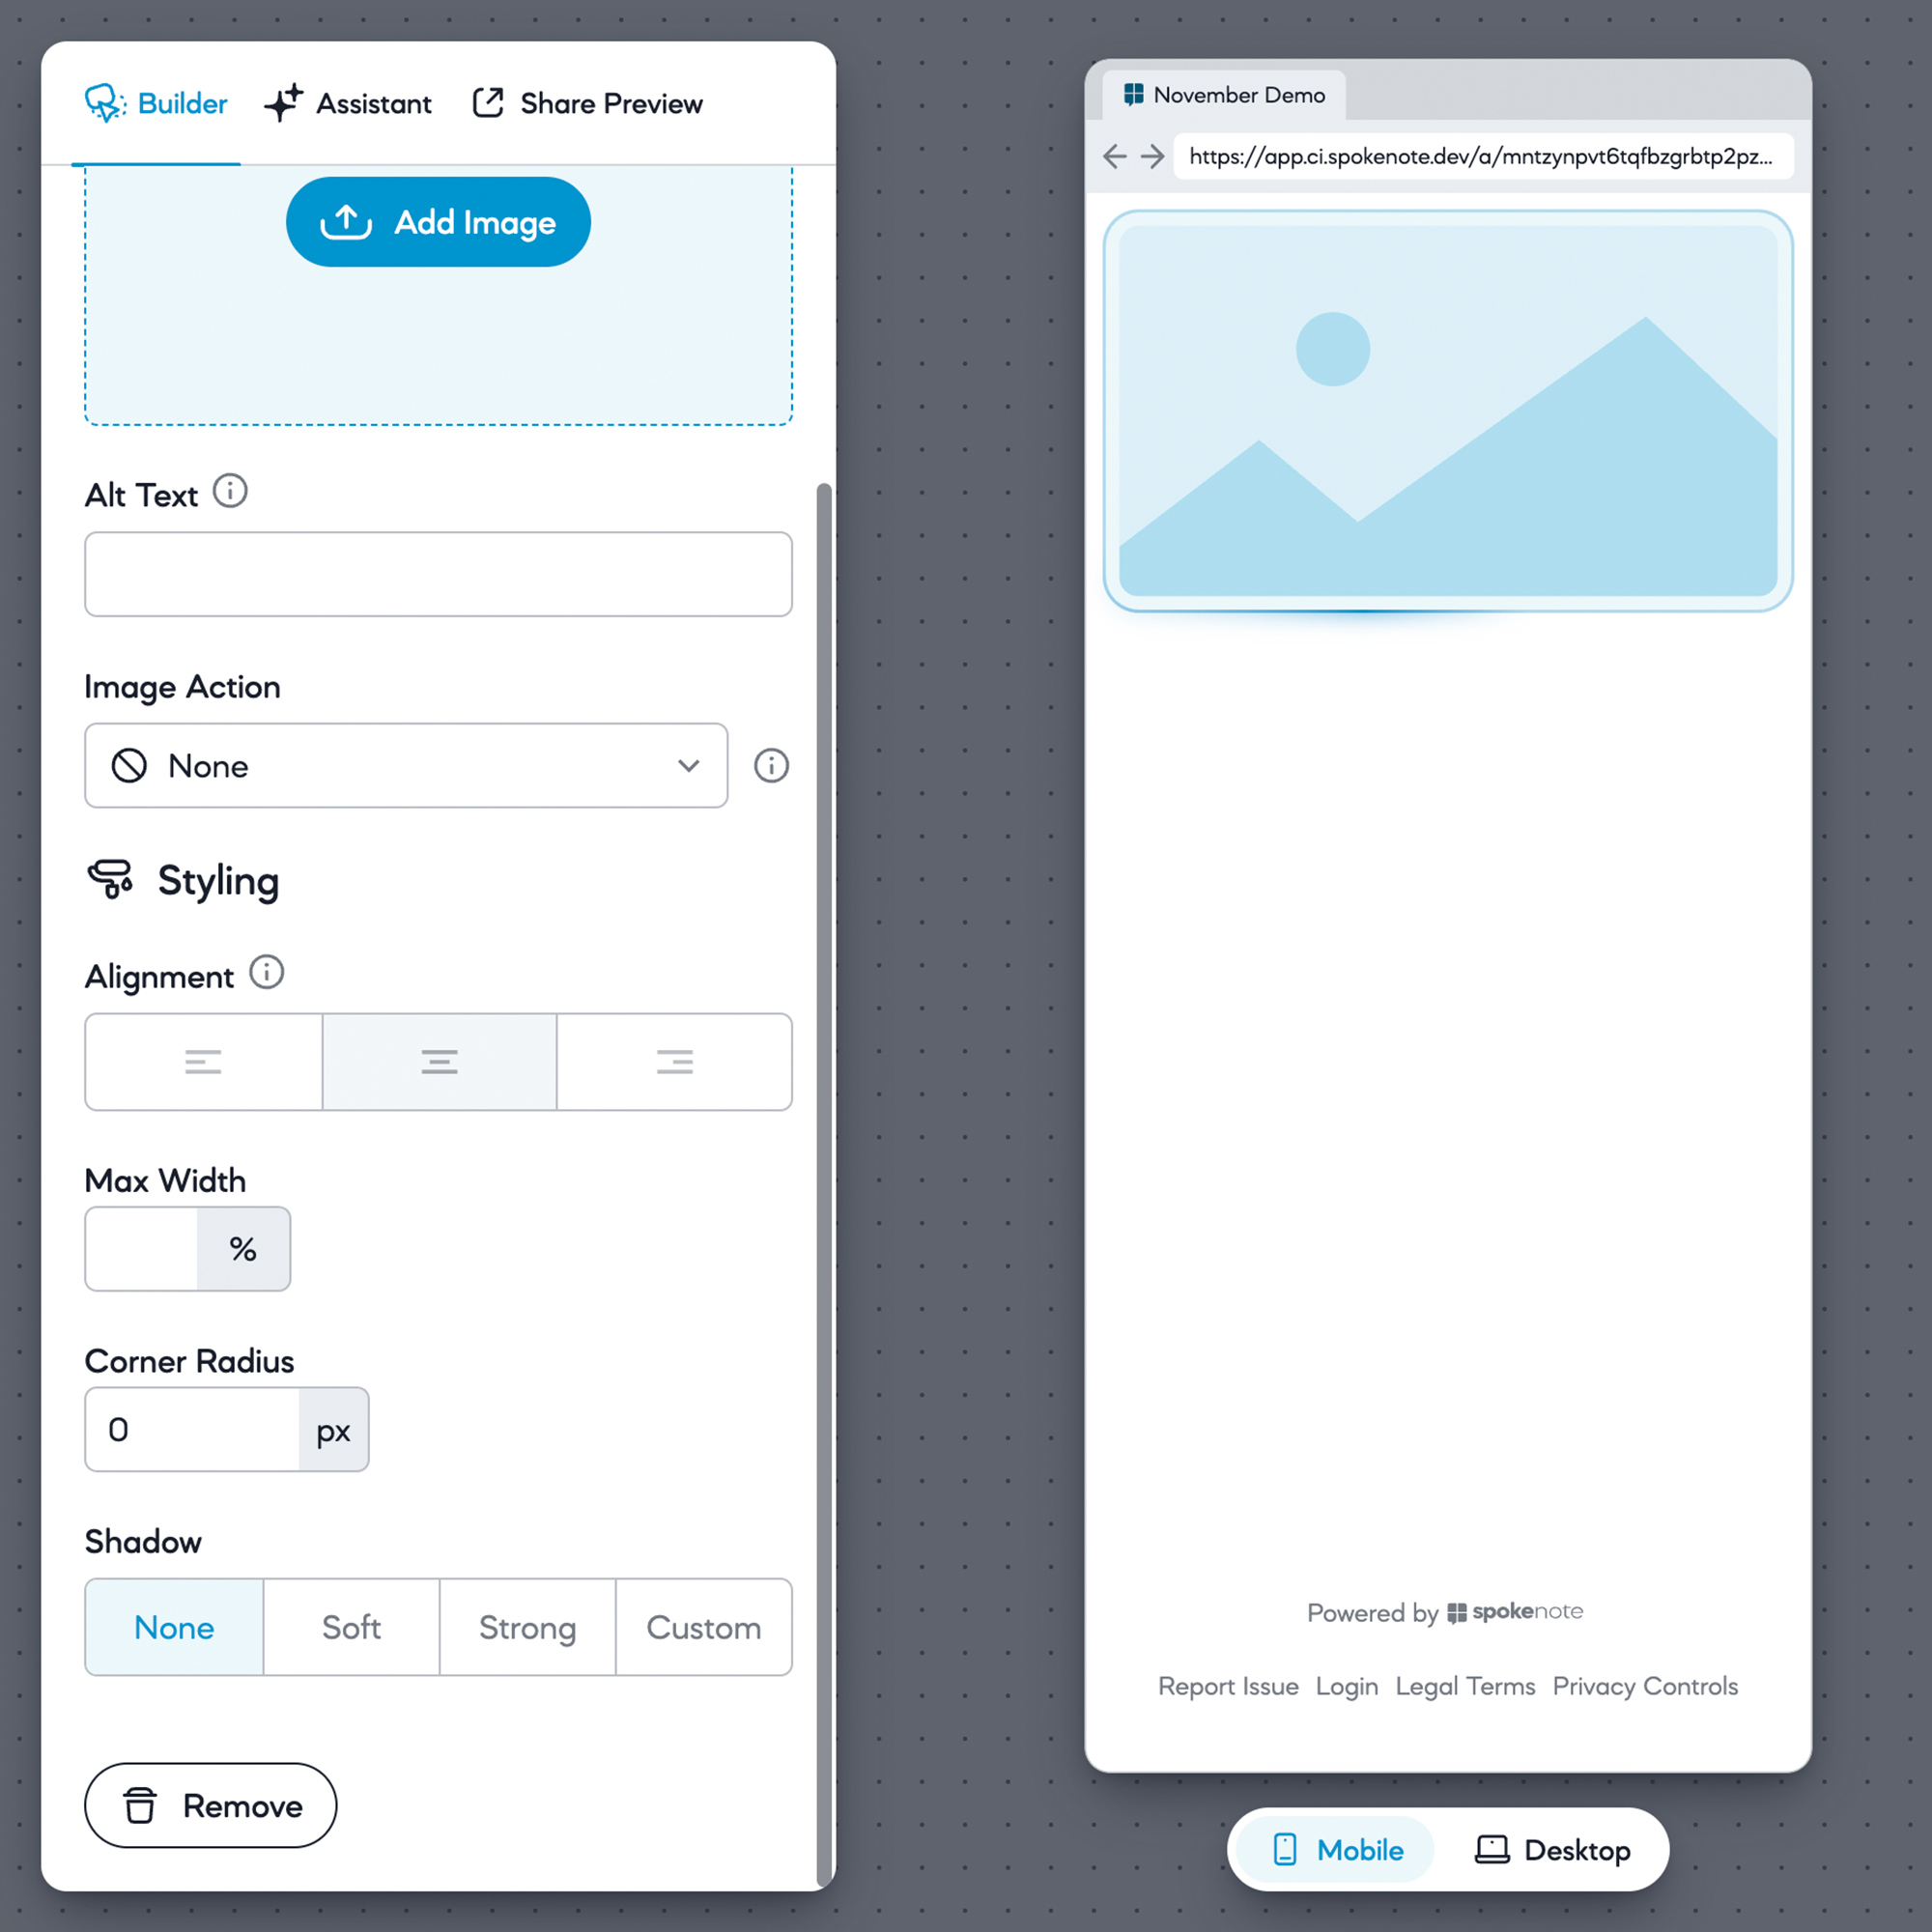 Builder
Assistant
Share Preview
Add Image
Alt Text
Image Action
None
Styling
Alignment
Max Width
%
Corner Radius
0
px
Shadow
None
Soft
Strong
Custom
Remove
November Demo
https://app.ci.spokenote.dev/a/mntzynpvt6tqfbzgrbtp2pz...
Powered by spokenote
Report Issue Login Legal Terms Privacy Controls
Mobile
Desktop